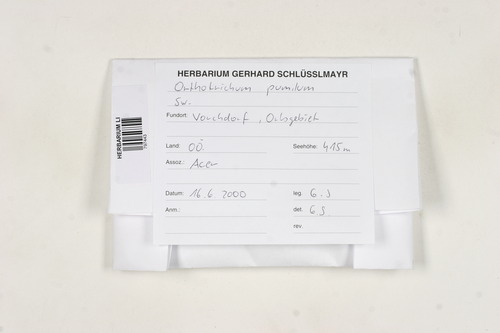 HERBARIUM GERHARD SCHLÜSSLMAYR
Orthotrichum pumilum
Sw.
Fundort: Vorchdorf, Ortsgebiet
Land: OÖ Seehöhe: 415 m
Assoz.: Acer
Datum: 16.6.2000 leg. G.S
Anm.: det. G.S
rev.
HERBARIUM LI